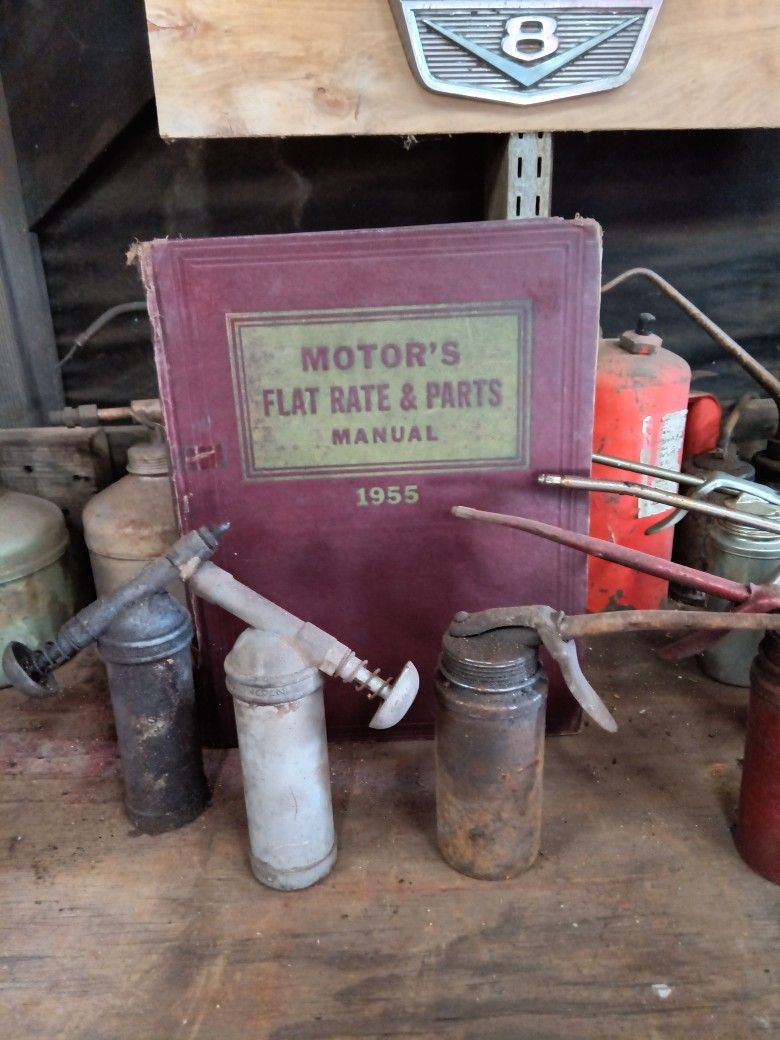 8
MOTOR'S
FLAT RATE & PARTS
MANUAL
1955